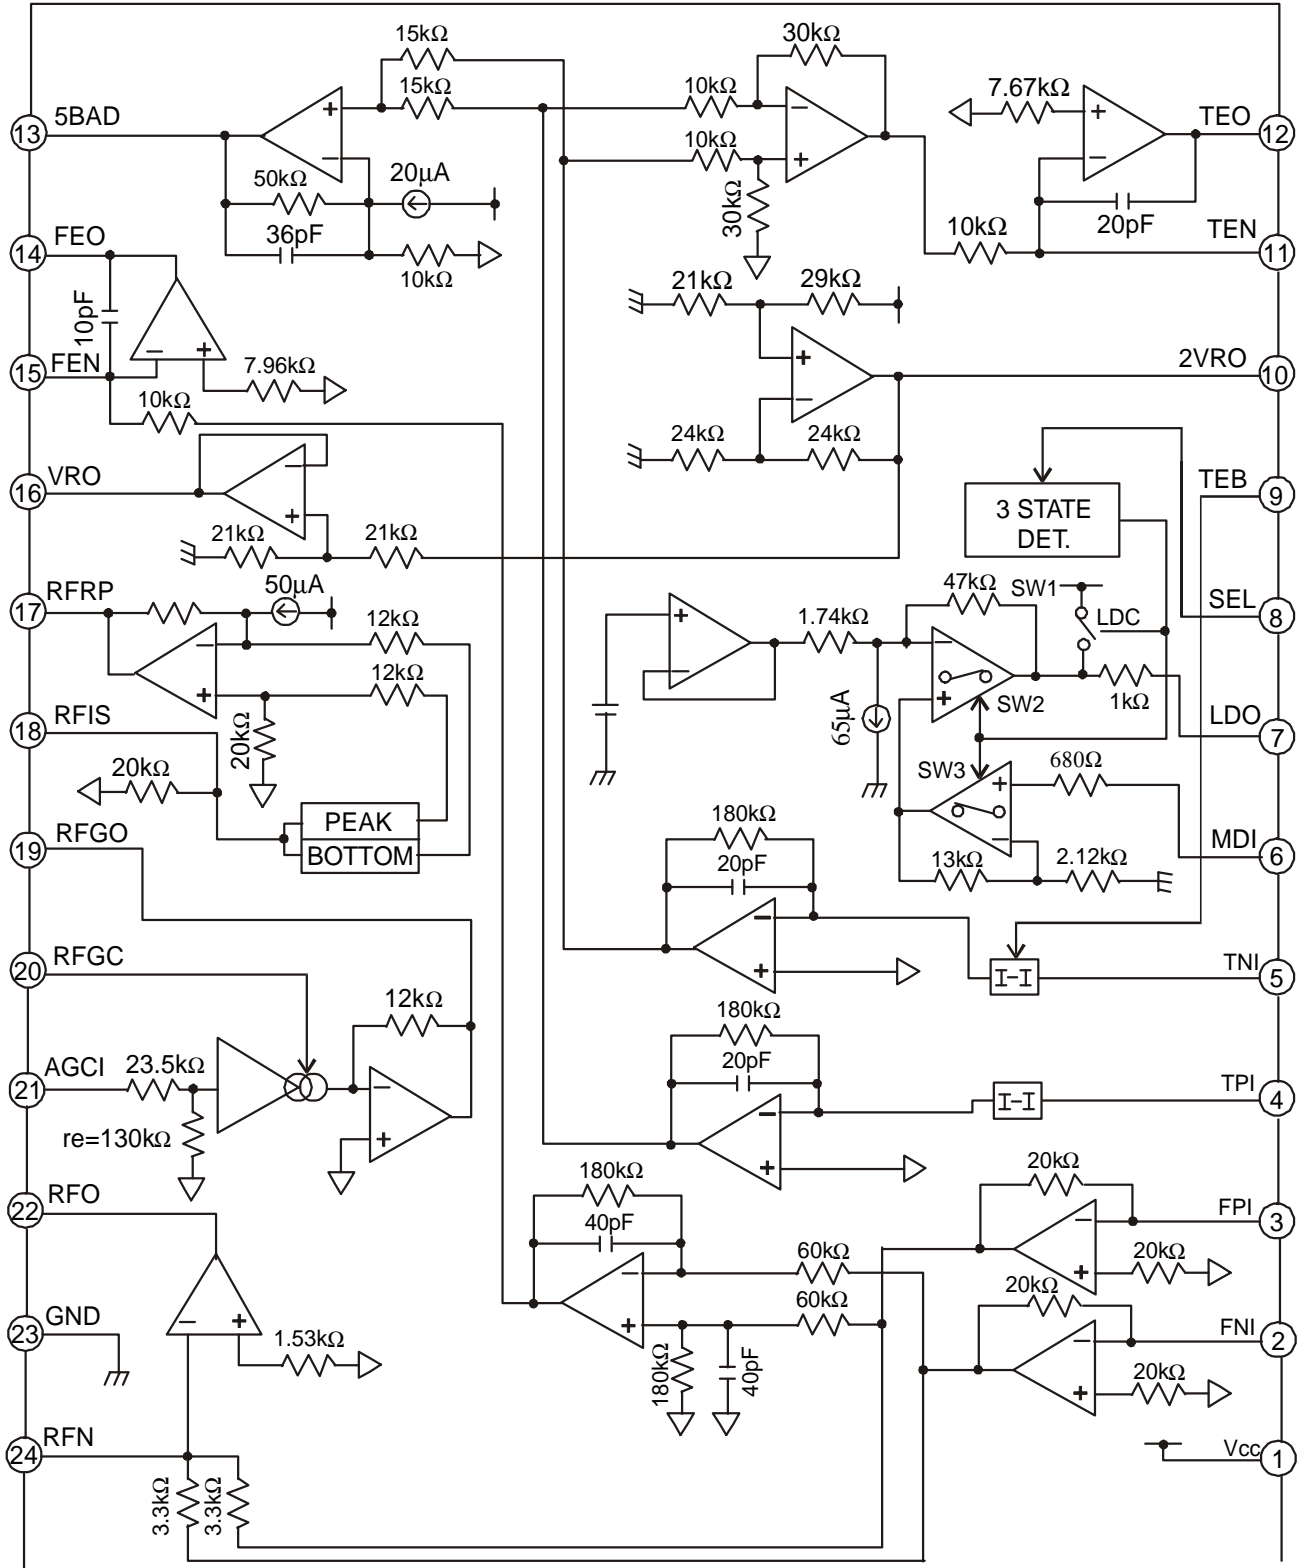 15kΩ
30kΩ
15kΩ
10kΩ
7.67kΩ
5BAD
+
−
+
TEO
13
12
10kΩ
−
+
−
50kΩ
20µA
30kΩ
36pF
20pF
FEO
10kΩ
TEN
14
11
10kΩ
21kΩ
29kΩ
10pF
FEN
−
+
7.96kΩ
+
−
2VRO
15
10
10kΩ
24kΩ
24kΩ
VRO
−
+
3 STATE
DET.
TEB
16
9
21kΩ
21kΩ
RFRP
50µA
47kΩ
SW1
SEL
17
8
12kΩ
1.74kΩ
LDC
−
+
−
+
−
+
12kΩ
SW2
1kΩ
RFIS
20kΩ
65µA
LDO
18
7
20kΩ
SW3
680Ω
+
−
PEAK
180kΩ
RFGO
BOTTOM
20pF
13kΩ
2.12kΩ
MDI
19
6
RFGC
−
+
I-I
TNI
20
5
12kΩ
180kΩ
AGCI
23.5kΩ
20pF
TPI
21
−
+
−
+
I-I
4
re=130kΩ
RFO
180kΩ
20kΩ
FPI
22
40pF
−
+
3
60kΩ
20kΩ
GND
−
+
−
+
60kΩ
20kΩ
FNI
23
1.53kΩ
−
+
2
180kΩ
40pF
20kΩ
RFN
Vcc
24
1
3.3kΩ
3.3kΩ